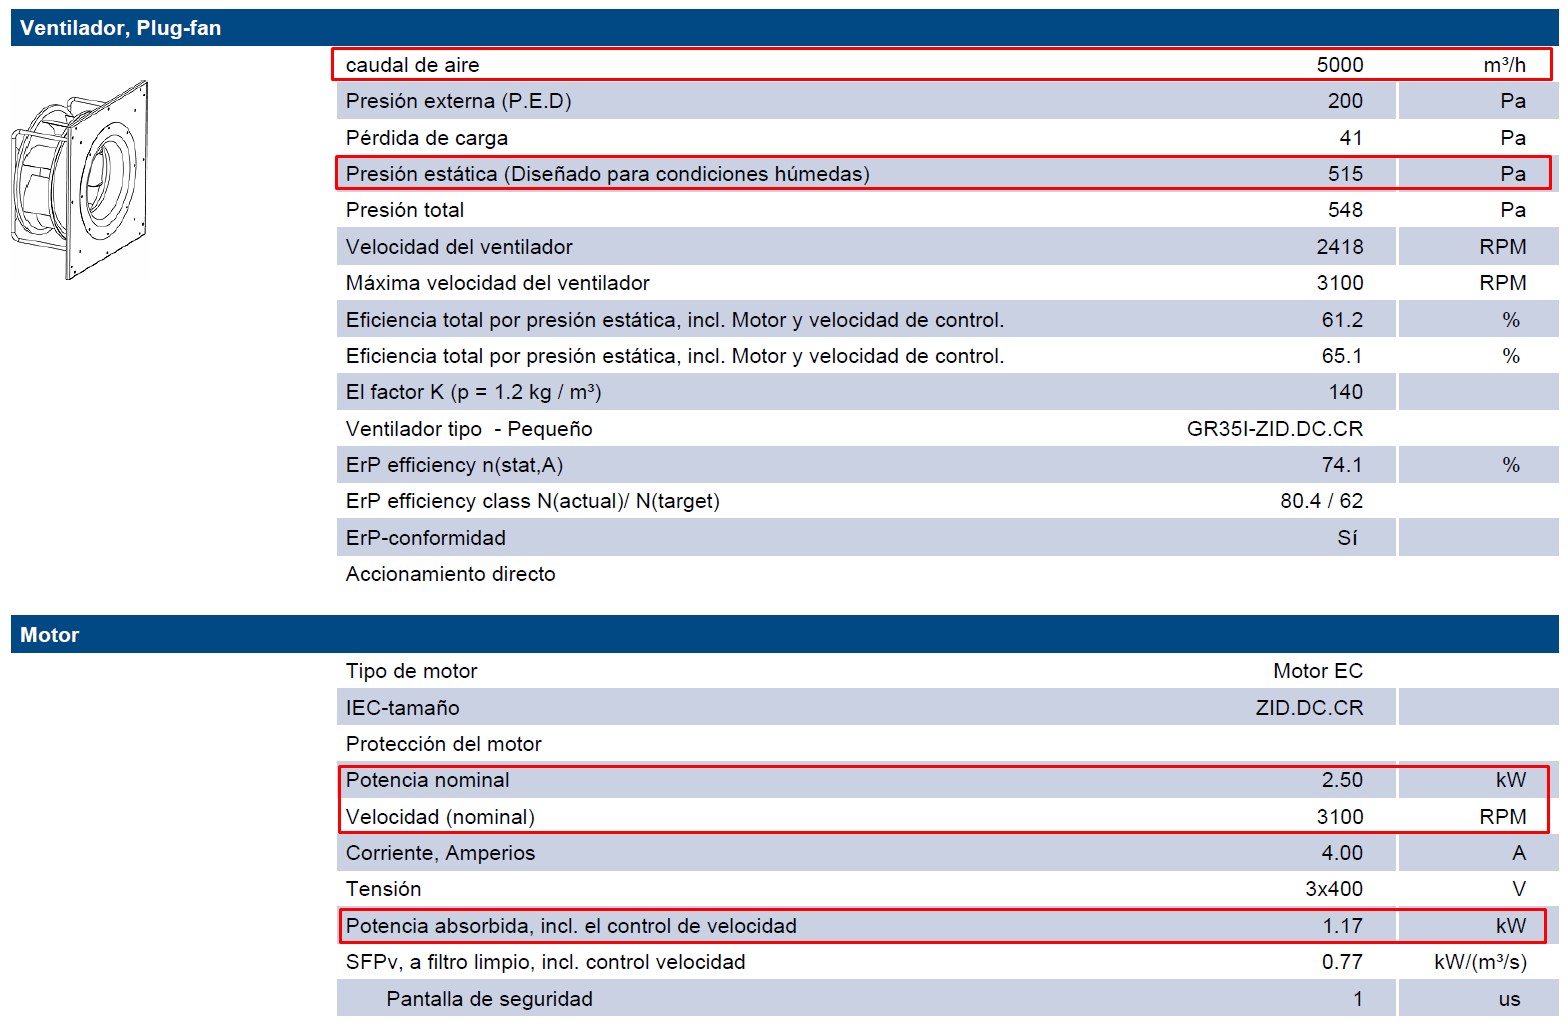 Ventilador, Plug-fan
caudal de aire 5000 m³/h
Presión externa (P.E.D) 200 Pa
Pérdida de carga 41 Pa
Presión estática (Diseñado para condiciones húmedas) 515 Pa
Presión total 548 Pa
Velocidad del ventilador 2418 RPM
Máxima velocidad del ventilador 3100 RPM
Eficiencia total por presión estática, incl. Motor y velocidad de control. 61.2 %
Eficiencia total por presión estática, incl. Motor y velocidad de control. 65.1 %
El factor K (p = 1.2 kg / m³) 140
Ventilador tipo - Pequeño GR35I-ZID.DC.CR
ErP efficiency n(stat,A) 74.1 %
ErP efficiency class N(actual)/ N(target) 80.4 / 62
ErP-conformidad Sí
Accionamiento directo
Motor
Tipo de motor Motor EC
IEC-tamaño ZID.DC.CR
Protección del motor
Potencia nominal 2.50 kW
Velocidad (nominal) 3100 RPM
Corriente, Amperios 4.00 A
Tensión 3x400 V
Potencia absorbida, incl. el control de velocidad 1.17 kW
SFPv, a filtro limpio, incl. control velocidad 0.77 kW/(m³/s)
Pantalla de seguridad 1 us